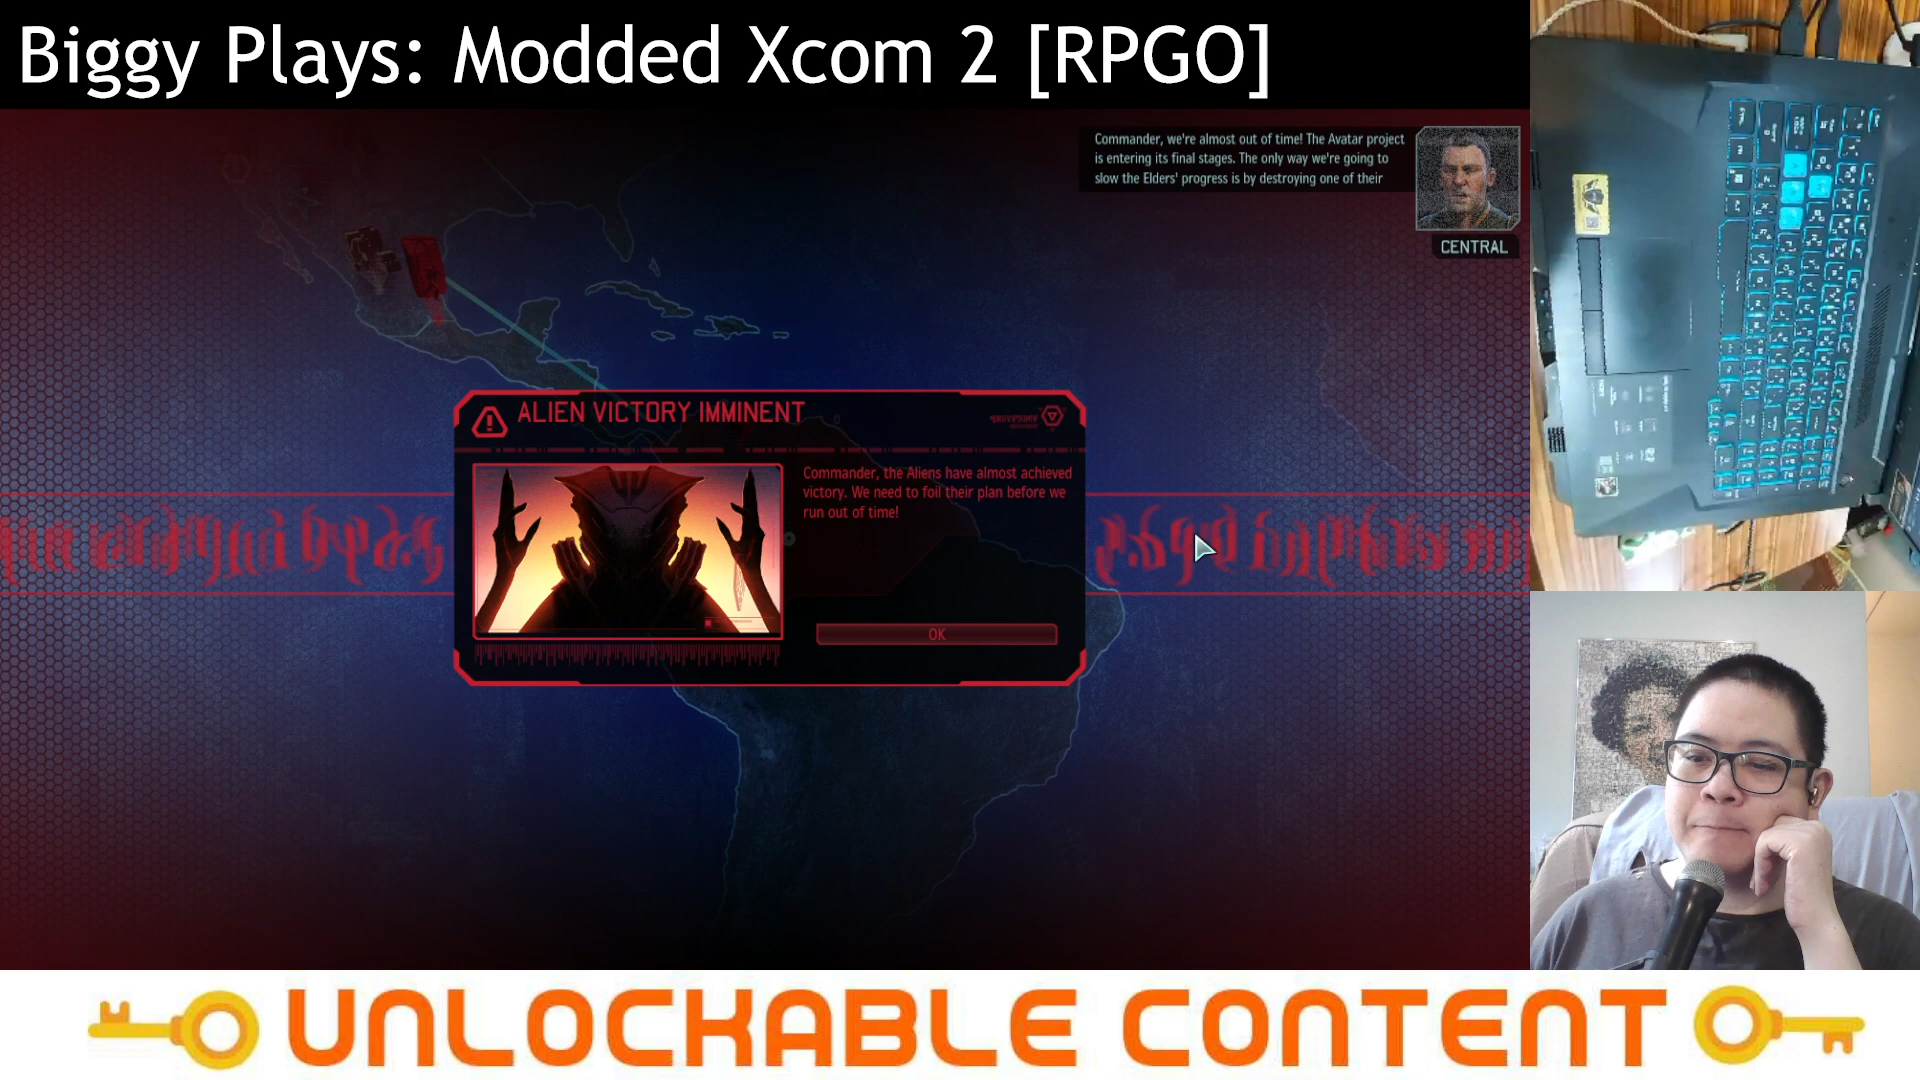 Biggy Plays: Modded Xcom 2 [RPGO]
Commander, we're almost out of time! The Avatar project
is entering its final stages. The only way we're going to
slow the Elders' progress is by destroying one of their
CENTRAL
ALIEN VICTORY IMMINENT
Commander, the Aliens have almost achieved
victory. We need to foil their plan before we
run out of time!
OK
UNLOCKABLE CONTENT